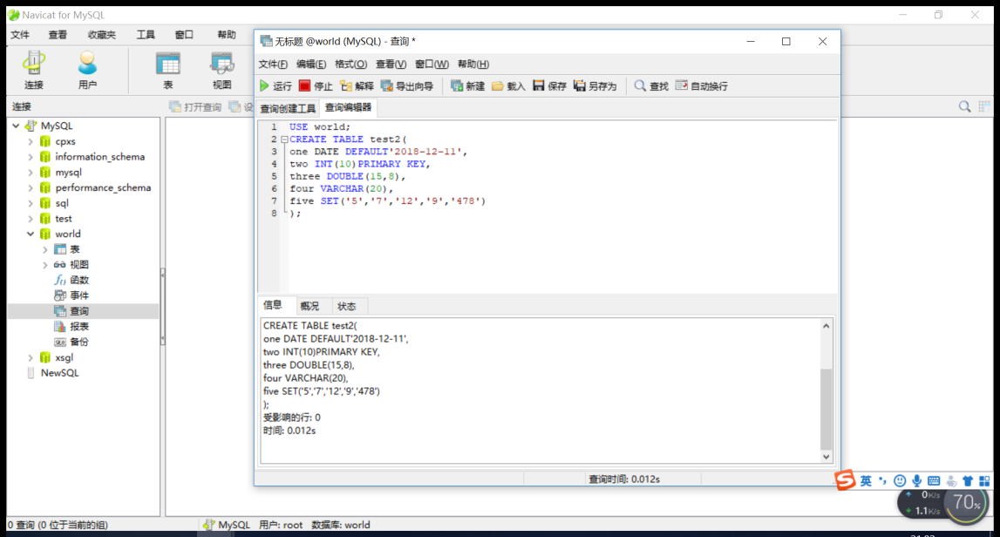 Navicat for MySQL
文件 查看 收藏夹 工具 窗口 帮助
连接 用户 表 视图
连接
打开查询 设
MySQL
cpxs
information_schema
mysql
performance_schema
sql
test
world
表
视图
函数
事件
查询
报表
备份
xsgl
NewSQL
无标题 @world (MySQL) - 查询 *
文件(F) 编辑(E) 格式(O) 查看(V) 窗口(W) 帮助(H)
运行 停止 解释 导出向导 新建 载入 保存 另存为 查找 自动换行
查询创建工具 查询编辑器
1 USE world;
2 CREATE TABLE test2(
3 one DATE DEFAULT'2018-12-11',
4 two INT(10)PRIMARY KEY,
5 three DOUBLE(15,8),
6 four VARCHAR(20),
7 five SET('5','7','12','9','478')
8 );
信息 概况 状态
CREATE TABLE test2(
one DATE DEFAULT'2018-12-11',
two INT(10)PRIMARY KEY,
three DOUBLE(15,8),
four VARCHAR(20),
five SET('5','7','12','9','478')
);
受影响的行: 0
时间: 0.012s
查询时间: 0.012s
S 英
0K/s
1.1K/s
70%
0 查询 (0 位于当前的组) MySQL 用户: root 数据库: world